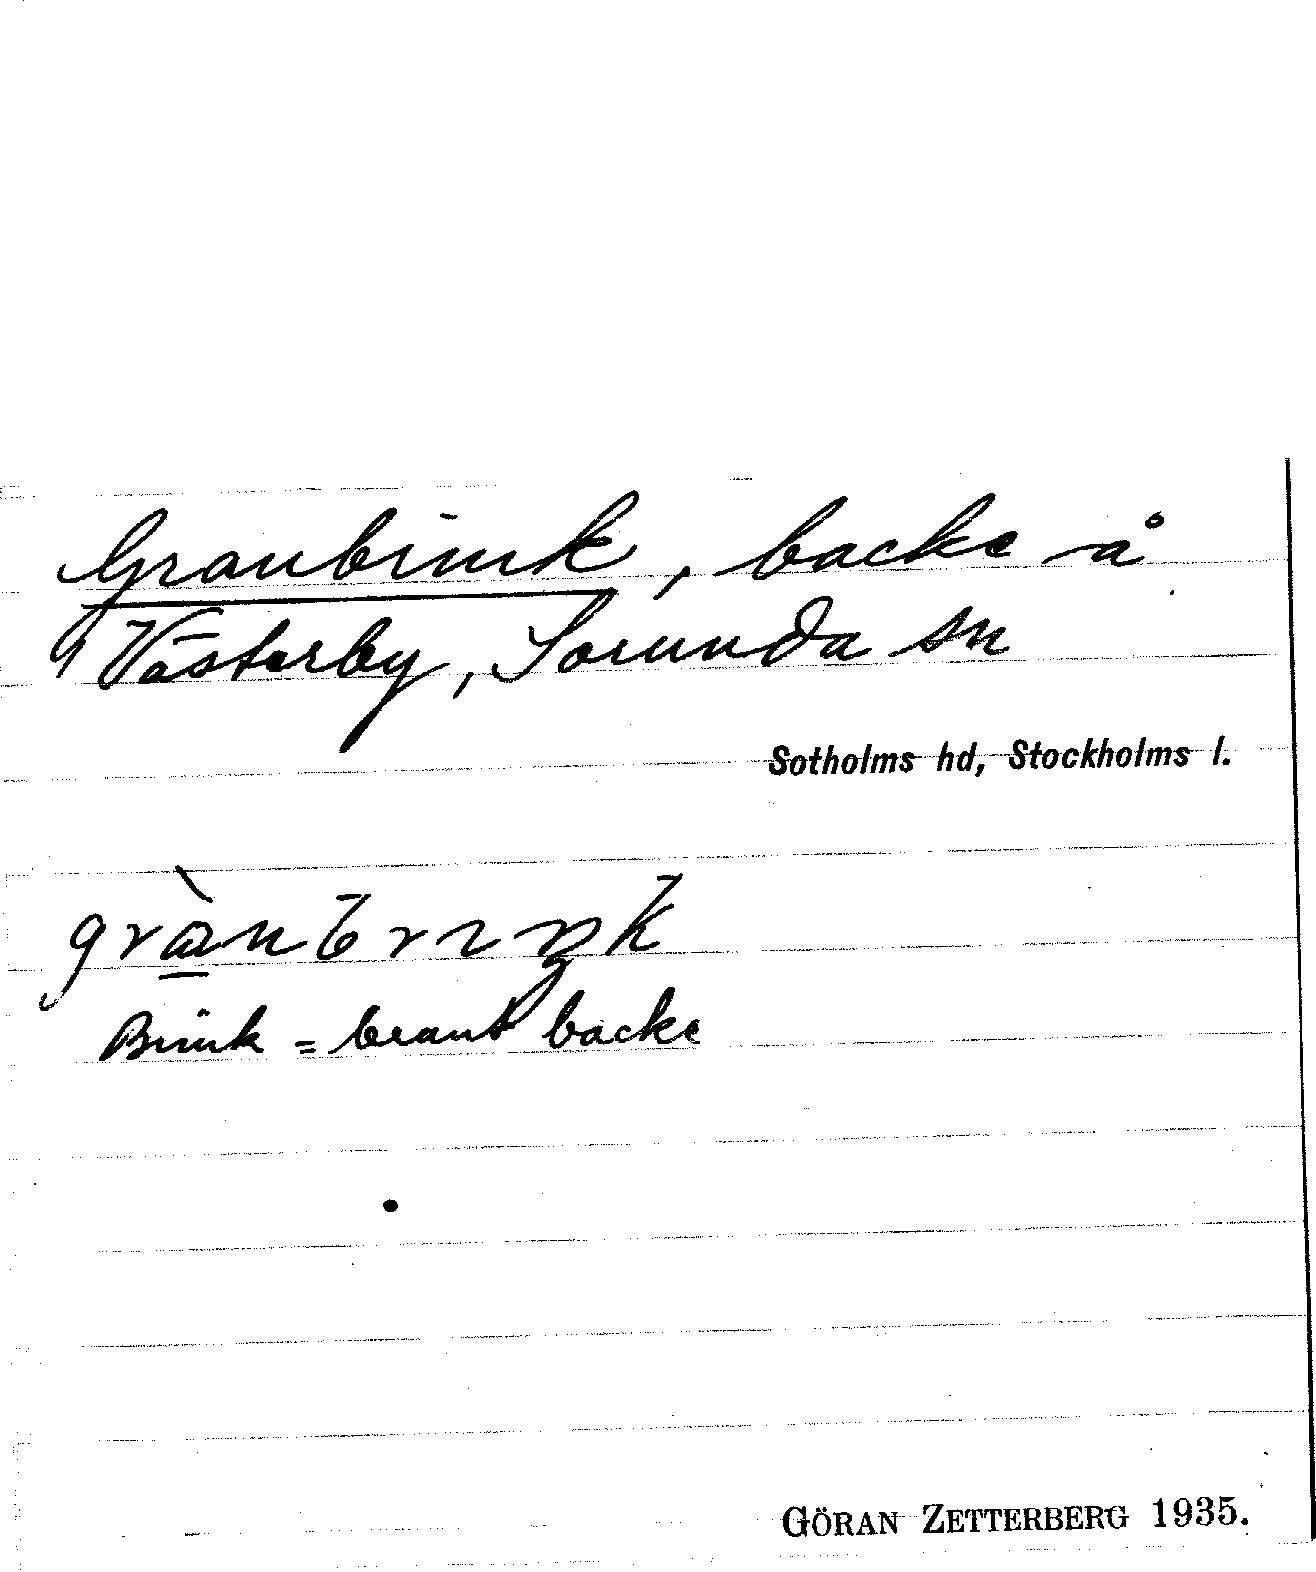 Granbrink, backe å
Västerby, Sorunda sn
Sotholms hd, Stockholms l.
Brink = brant backe
GÖRAN ZETTERBERG 1935.